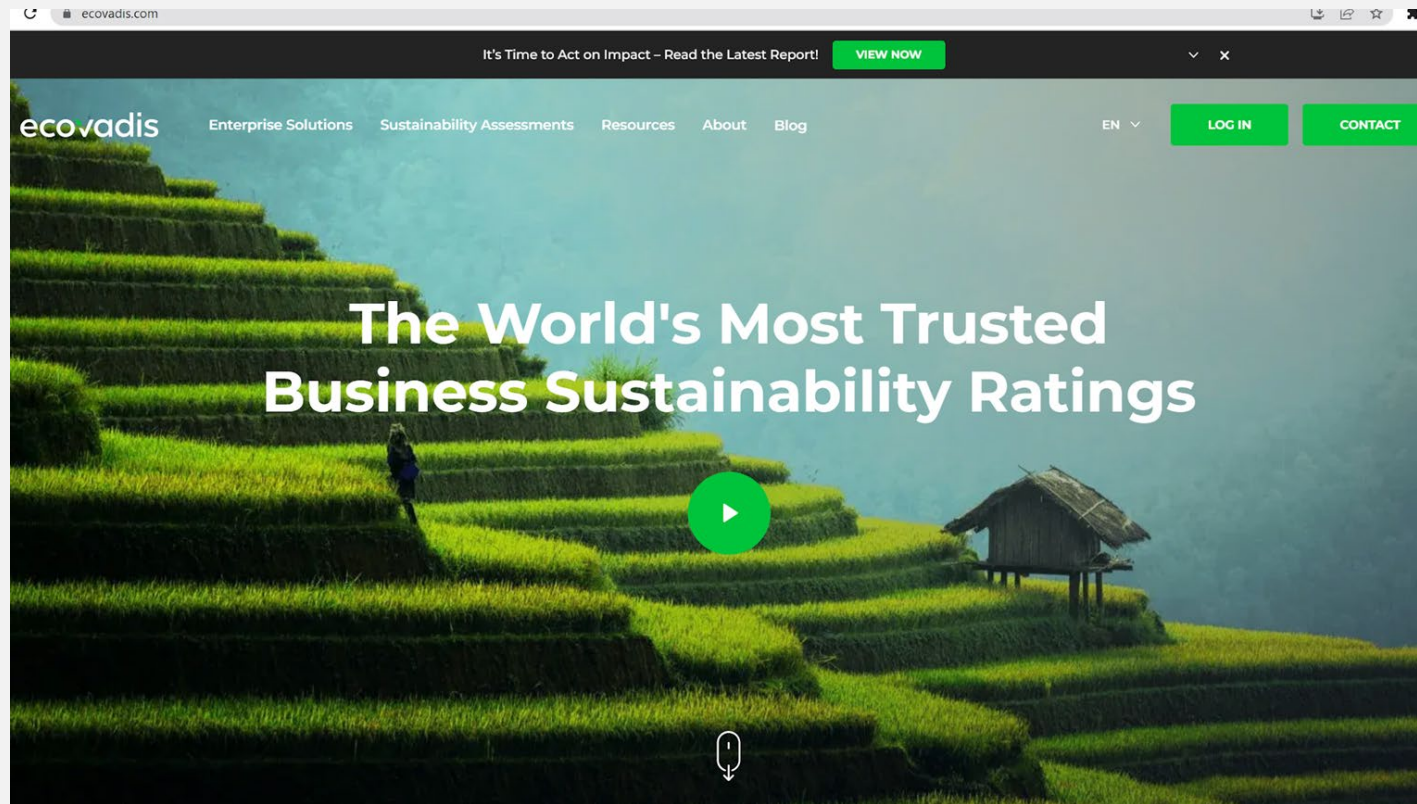 ecovadis.com
It's Time to Act on Impact – Read the Latest Report! VIEW NOW
ecovadis Enterprise Solutions Sustainability Assessments Resources About Blog EN LOG IN CONTACT
The World's Most Trusted
Business Sustainability Ratings